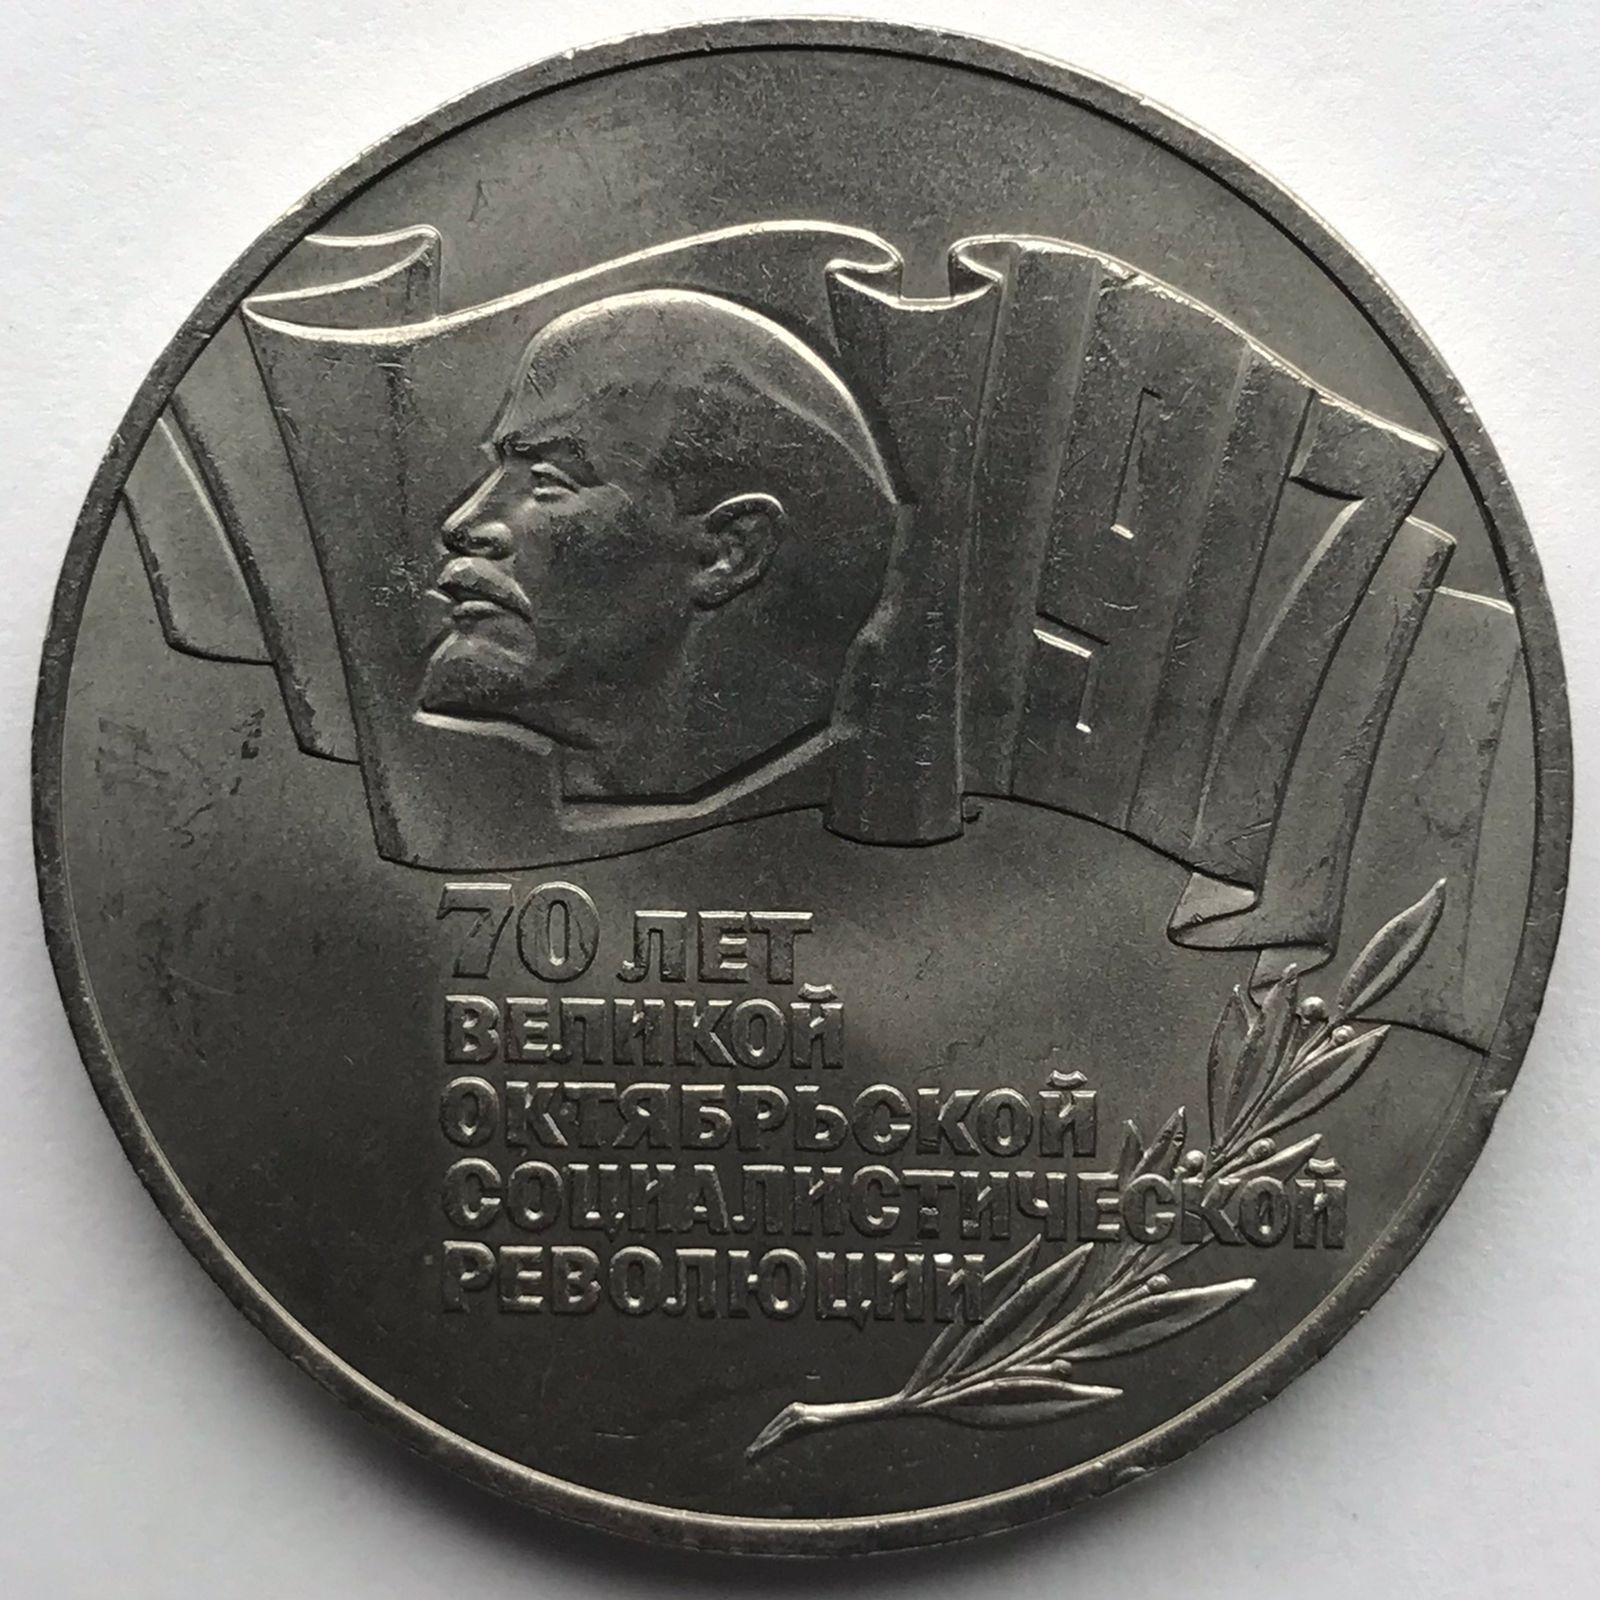 1917
70 ЛЕТ
ВЕЛИКОЙ
ОКТЯБРЬСКОЙ
СОЦИАЛИСТИЧЕСКОЙ
РЕВОЛЮЦИИ